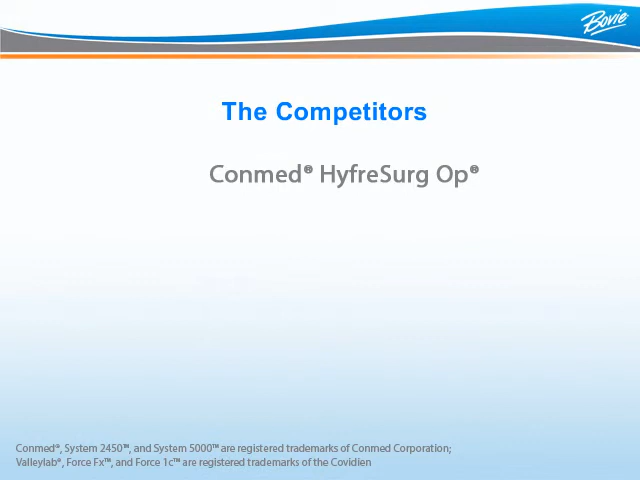 Bovie
The Competitors
Conmed® HyfreSurg Op®
Conmed®, System 2450™, and System 5000™ are registered trademarks of Conmed Corporation;
Valleylab®, Force Fx™, and Force 1c™ are registered trademarks of the Covidien